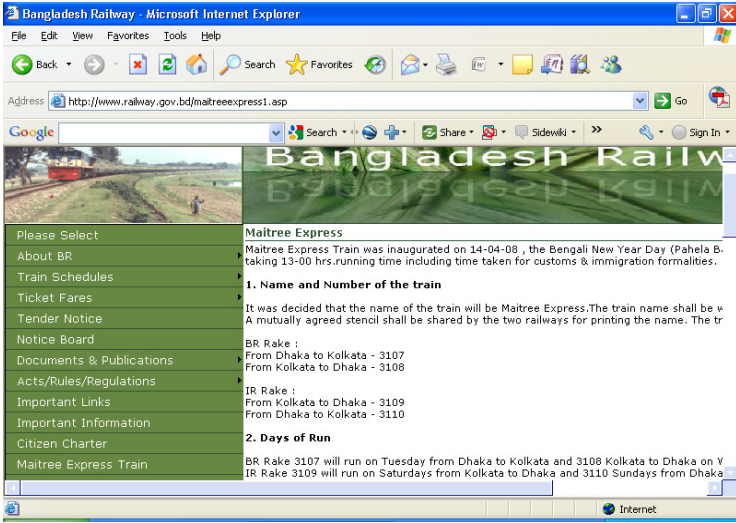 Bangladesh Railway - Microsoft Internet Explorer
File Edit View Favorites Tools Help
Back Search Favorites
Address http://www.railway.gov.bd/maitreeexpress1.asp Go
Google Search Share Sidewiki » Sign In
Bangladesh Railw
Please Select
About BR
Train Schedules
Ticket Fares
Tender Notice
Notice Board
Documents & Publications
Acts/Rules/Regulations
Important Links
Important Information
Citizen Charter
Maitree Express Train
Maitree Express
Maitree Express Train was inaugurated on 14-04-08 , the Bengali New Year Day (Pahela B
taking 13-00 hrs.running time including time taken for customs & immigration formalities.
1. Name and Number of the train
It was decided that the name of the train will be Maitree Express.The train name shall be w
A mutually agreed stencil shall be shared by the two railways for printing the name. The tr
BR Rake :
From Dhaka to Kolkata - 3107
From Kolkata to Dhaka - 3108
IR Rake :
From Kolkata to Dhaka - 3109
From Dhaka to Kolkata - 3110
2. Days of Run
BR Rake 3107 will run on Tuesday from Dhaka to Kolkata and 3108 Kolkata to Dhaka on W
IR Rake 3109 will run on Saturdays from Kolkata to Dhaka and 3110 Sundays from Dhaka
Internet